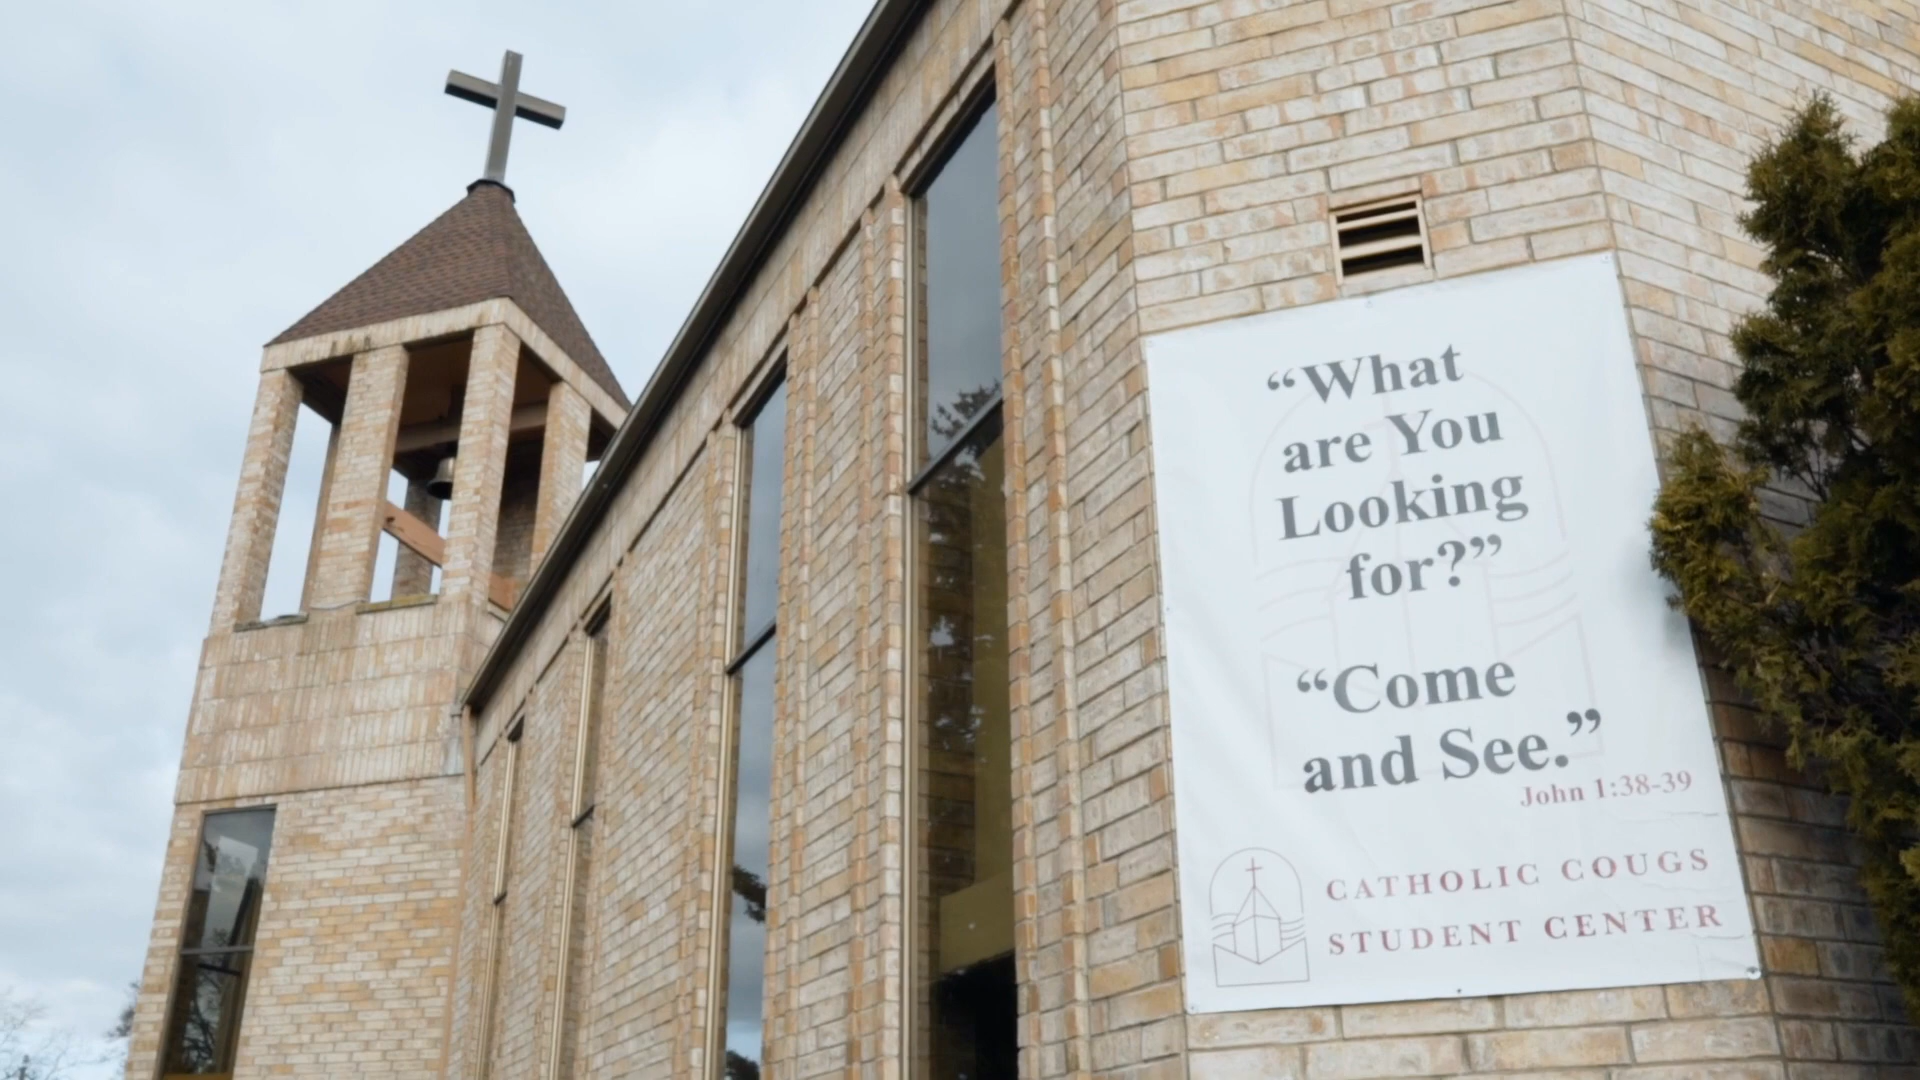 “What
are You
Looking
for?”
“Come
and See.”
John 1:38-39
CATHOLIC COUGS
STUDENT CENTER